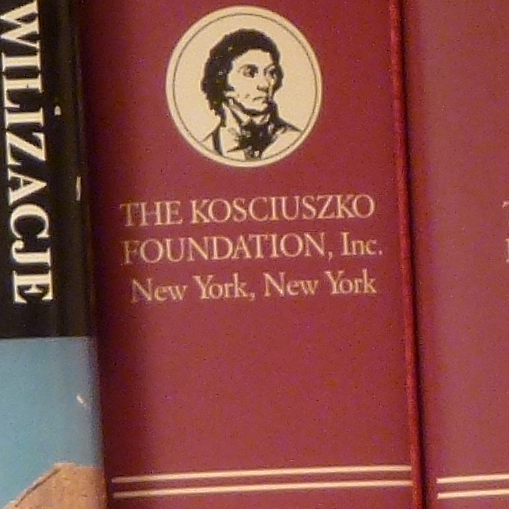 WILIZACJE
THE KOSCIUSZKO
FOUNDATION, Inc.
New York, New York